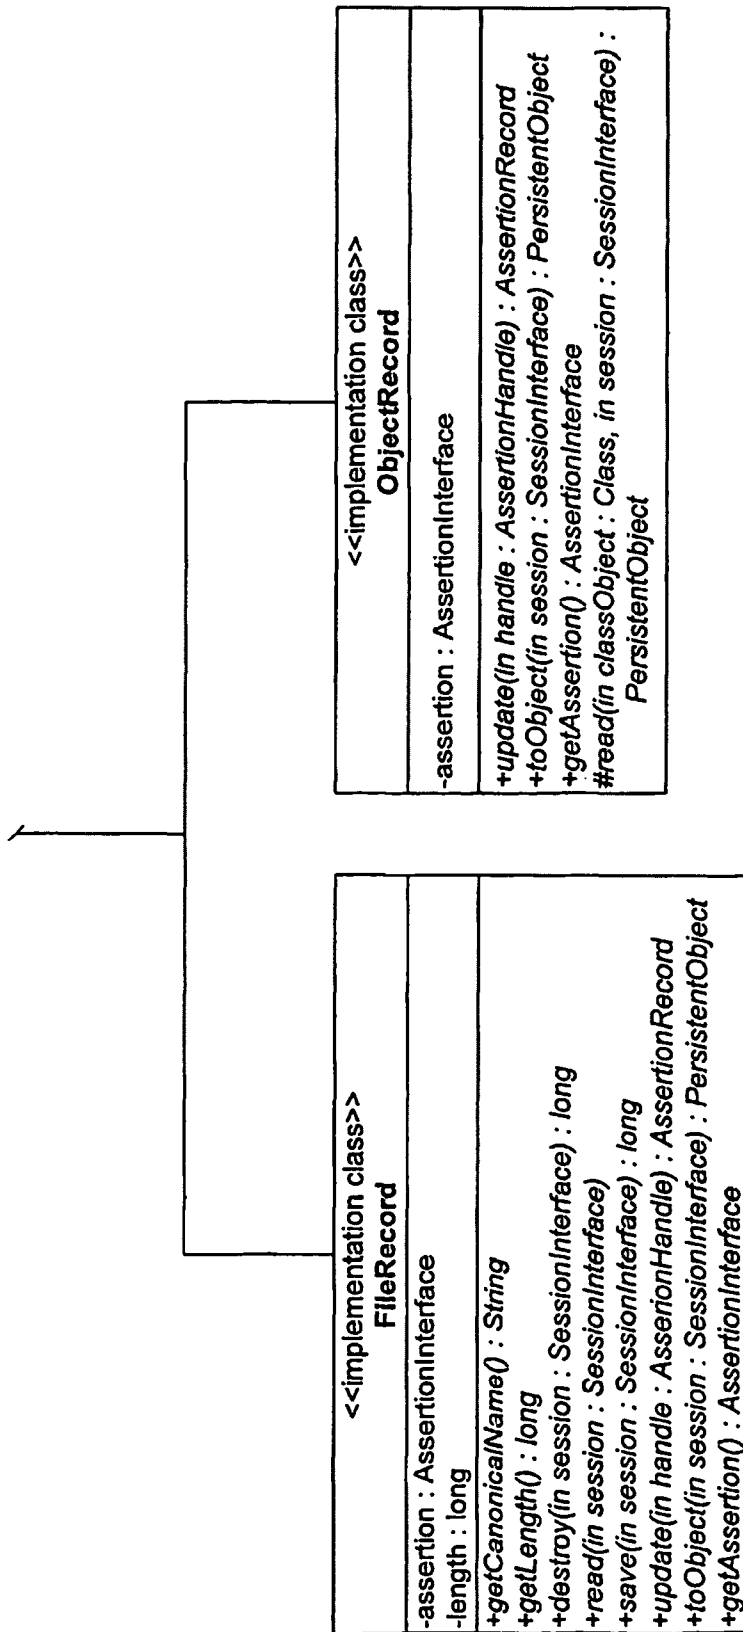 <<implementation class>>
FileRecord
-assertion : AssertionInterface
-length : long
+getCanonicalName() : String
+getLength() : long
+destroy(in session : SessionInterface) : long
+read(in session : SessionInterface)
+save(in session : SessionInterface) : long
+update(in handle : AsserionHandle) : AssertionRecord
+toObject(in session : SessionInterface) : PersistentObject
+getAssertion() : AssertionInterface
<<implementation class>>
ObjectRecord
-assertion : AssertionInterface
+update(in handle : AssertionHandle) : AssertionRecord
+toObject(in session : SessionInterface) : PersistentObject
+getAssertion() : AssertionInterface
#read(in classObject : Class, in session : SessionInterface) :
PersistentObject